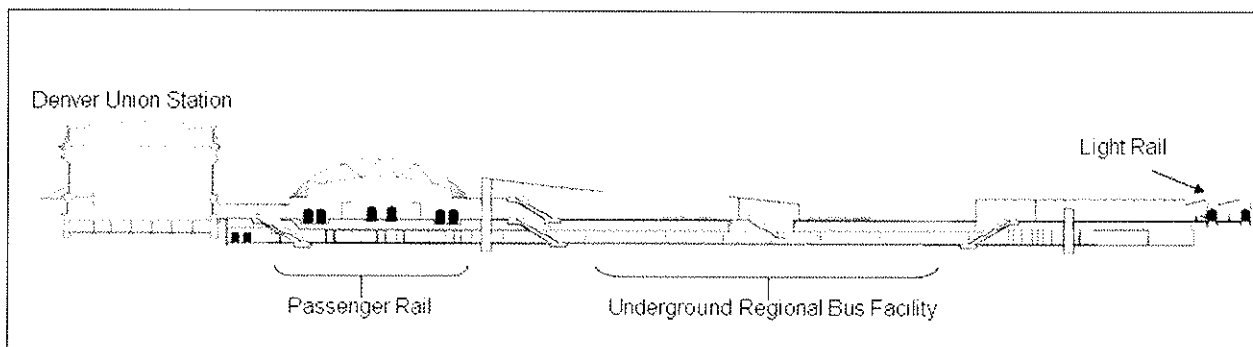 Denver Union Station
Light Rail
Passenger Rail
Underground Regional Bus Facility